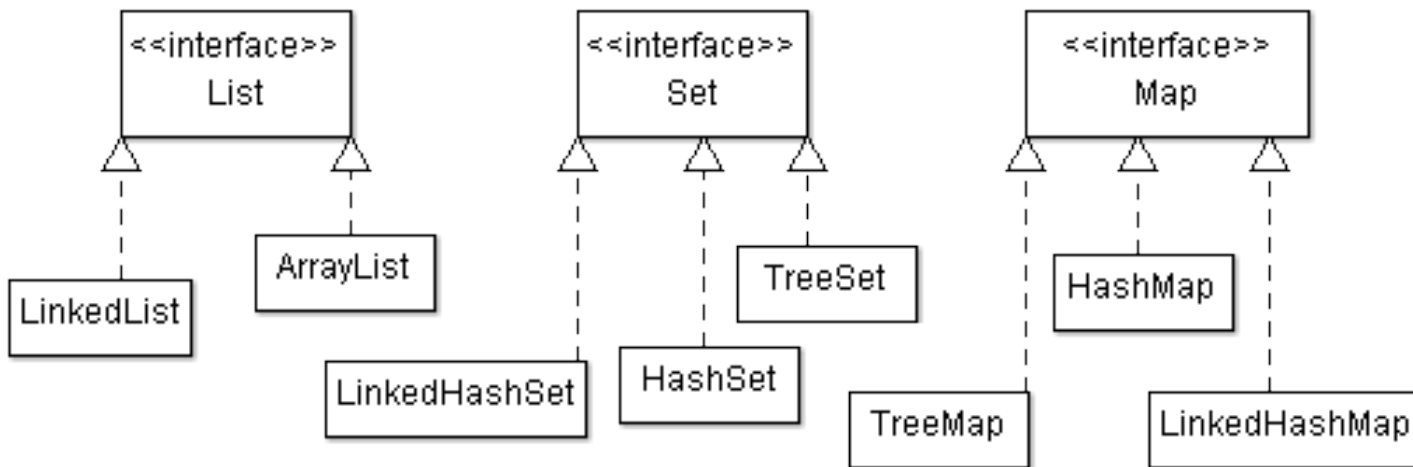 <<interface>>
List
<<interface>>
Set
<<interface>>
Map
LinkedList
ArrayList
LinkedHashSet
HashSet
TreeSet
TreeMap
HashMap
LinkedHashMap